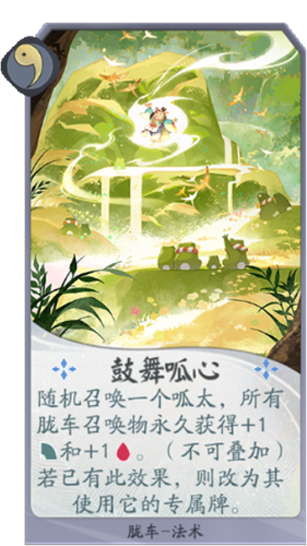 鼓舞呱心
随机召唤一个呱太，所有
胧车召唤物永久获得+1
和+1。（不可叠加）
若已有此效果，则改为其
使用它的专属牌。
胧车-法术